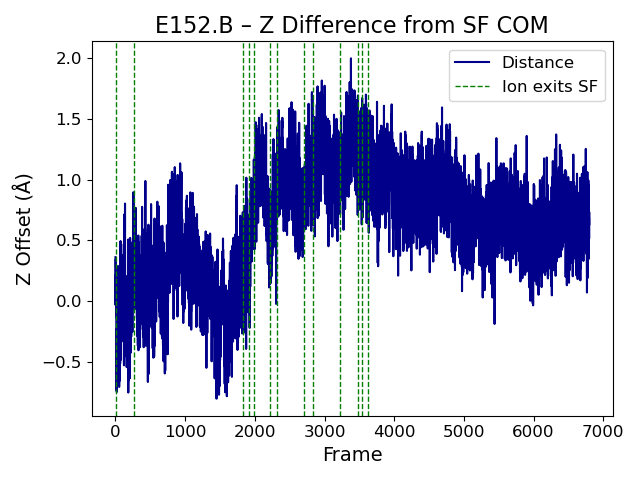 E152.B – Z Difference from SF COM
Distance
Ion exits SF
Z Offset (Å)
2.0
1.5
1.0
0.5
0.0
−0.5
0 1000 2000 3000 4000 5000 6000 7000
Frame